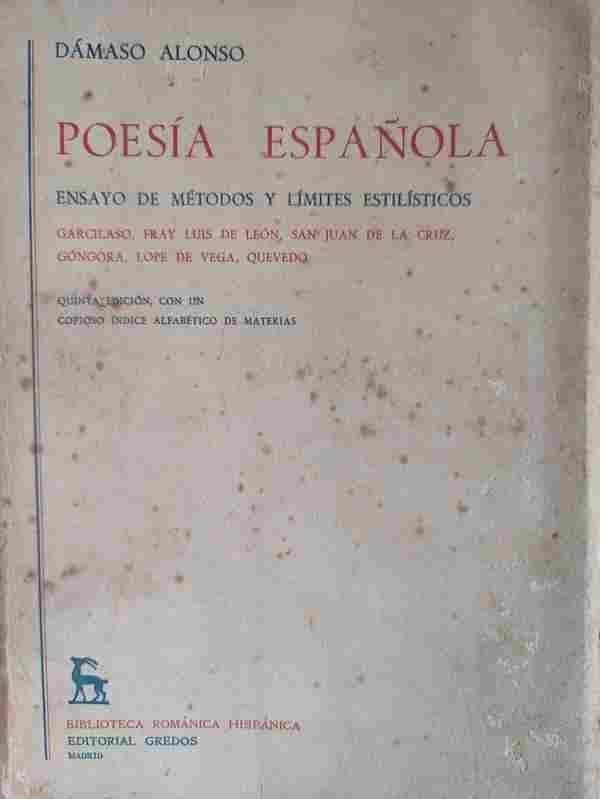 DÁMASO ALONSO
POESÍA ESPAÑOLA
ENSAYO DE MÉTODOS Y LÍMITES ESTILÍSTICOS
GARCILASO, FRAY LUIS DE LEÓN, SAN JUAN DE LA CRUZ,
GÓNGORA, LOPE DE VEGA, QUEVEDO
QUINTA EDICIÓN, CON UN
COPIOSO ÍNDICE ALFABÉTICO DE MATERIAS
BIBLIOTECA ROMÁNICA HISPÁNICA
EDITORIAL GREDOS
MADRID